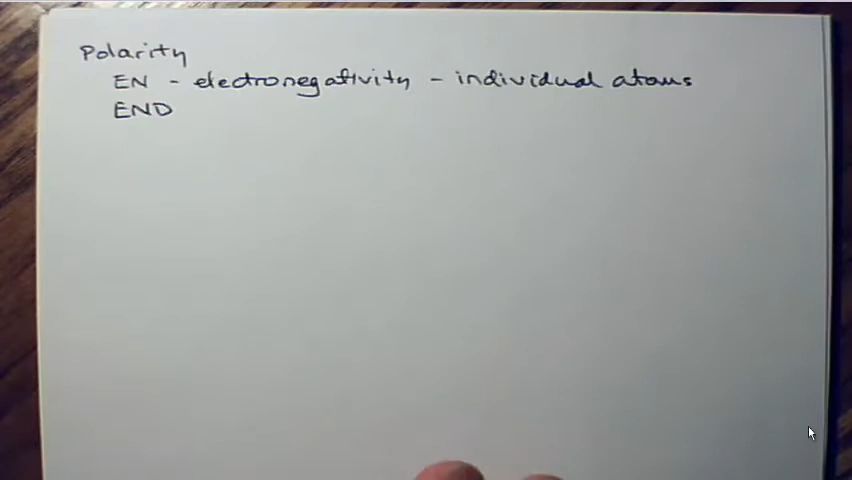 Polarity
EN - electronegativity - individual atoms
END